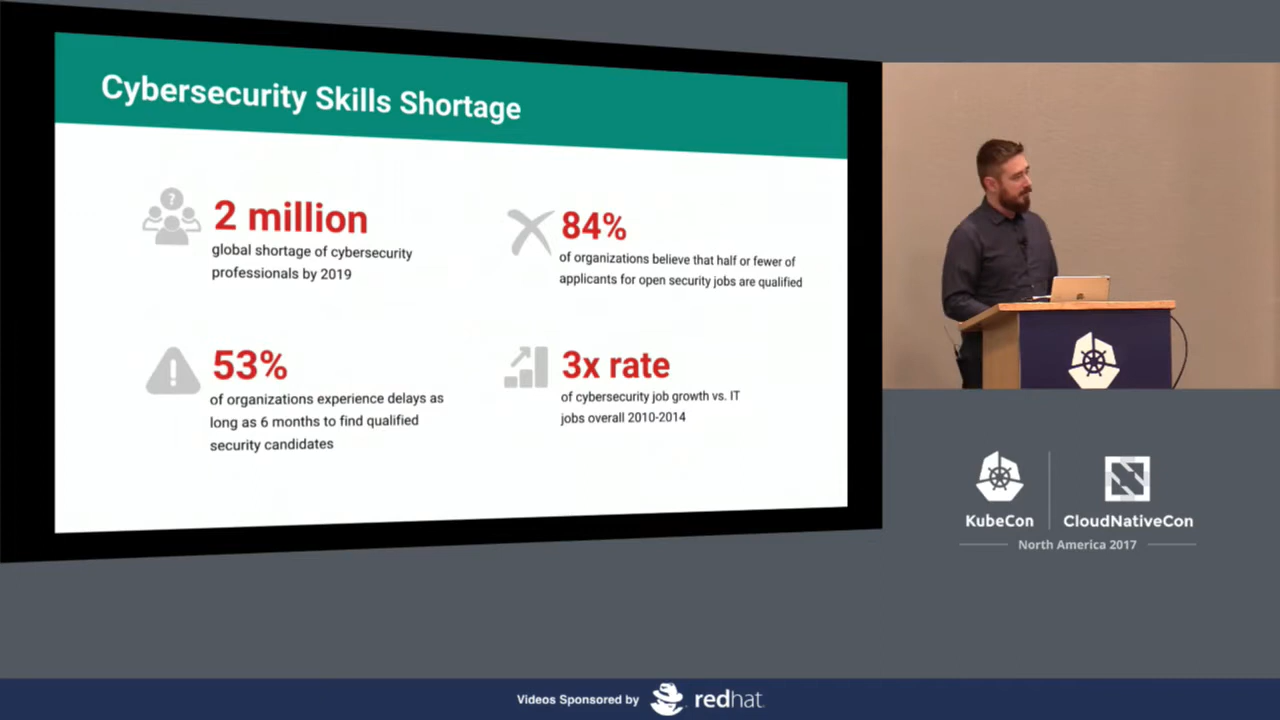 Cybersecurity Skills Shortage
?
2 million
global shortage of cybersecurity
professionals by 2019
84%
of organizations believe that half or fewer of
applicants for open security jobs are qualified
!
53%
of organizations experience delays as
long as 6 months to find qualified
security candidates
3x rate
of cybersecurity job growth vs. IT
jobs overall 2010-2014
KubeCon
CloudNativeCon
North America 2017
Videos Sponsored by
redhat